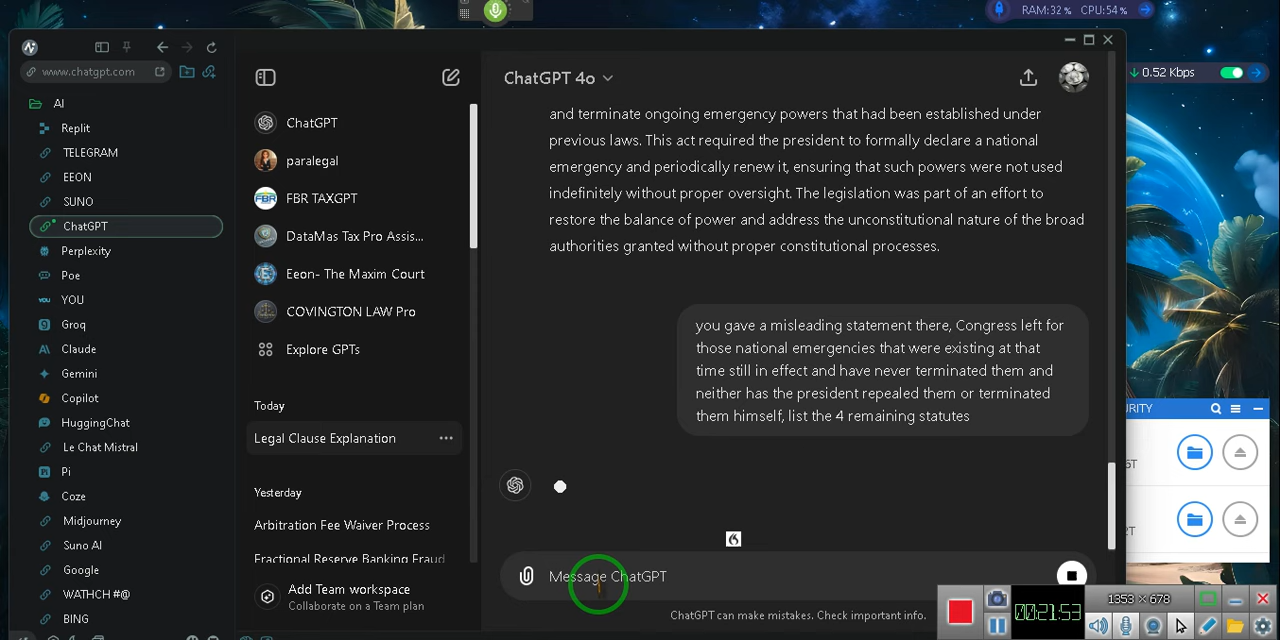 RAM:32 % CPU:54 %
www.chatgpt.com
ChatGPT 4o
0.52 Kbps
AI
Replit
TELEGRAM
EEON
SUNO
ChatGPT
Perplexity
Poe
YOU
Groq
Claude
Gemini
Copilot
HuggingChat
Le Chat Mistral
Pi
Coze
Midjourney
Suno AI
Google
WATHCH #@
BING
ChatGPT
paralegal
FBR TAXGPT
DataMas Tax Pro Assis...
Eeon- The Maxim Court
COVINGTON LAW Pro
Explore GPTs
Today
Legal Clause Explanation
Yesterday
Arbitration Fee Waiver Process
Fractional Reserve Banking Fraud
Add Team workspace
Collaborate on a Team plan
and terminate ongoing emergency powers that had been established under
previous laws. This act required the president to formally declare a national
emergency and periodically renew it, ensuring that such powers were not used
indefinitely without proper oversight. The legislation was part of an effort to
restore the balance of power and address the unconstitutional nature of the broad
authorities granted without proper constitutional processes.
you gave a misleading statement there, Congress left for
those national emergencies that were existing at that
time still in effect and have never terminated them and
neither has the president repealed them or terminated
them himself, list the 4 remaining statutes
Message ChatGPT
ChatGPT can make mistakes. Check important info.
URITY
00:21:53
1353 × 678